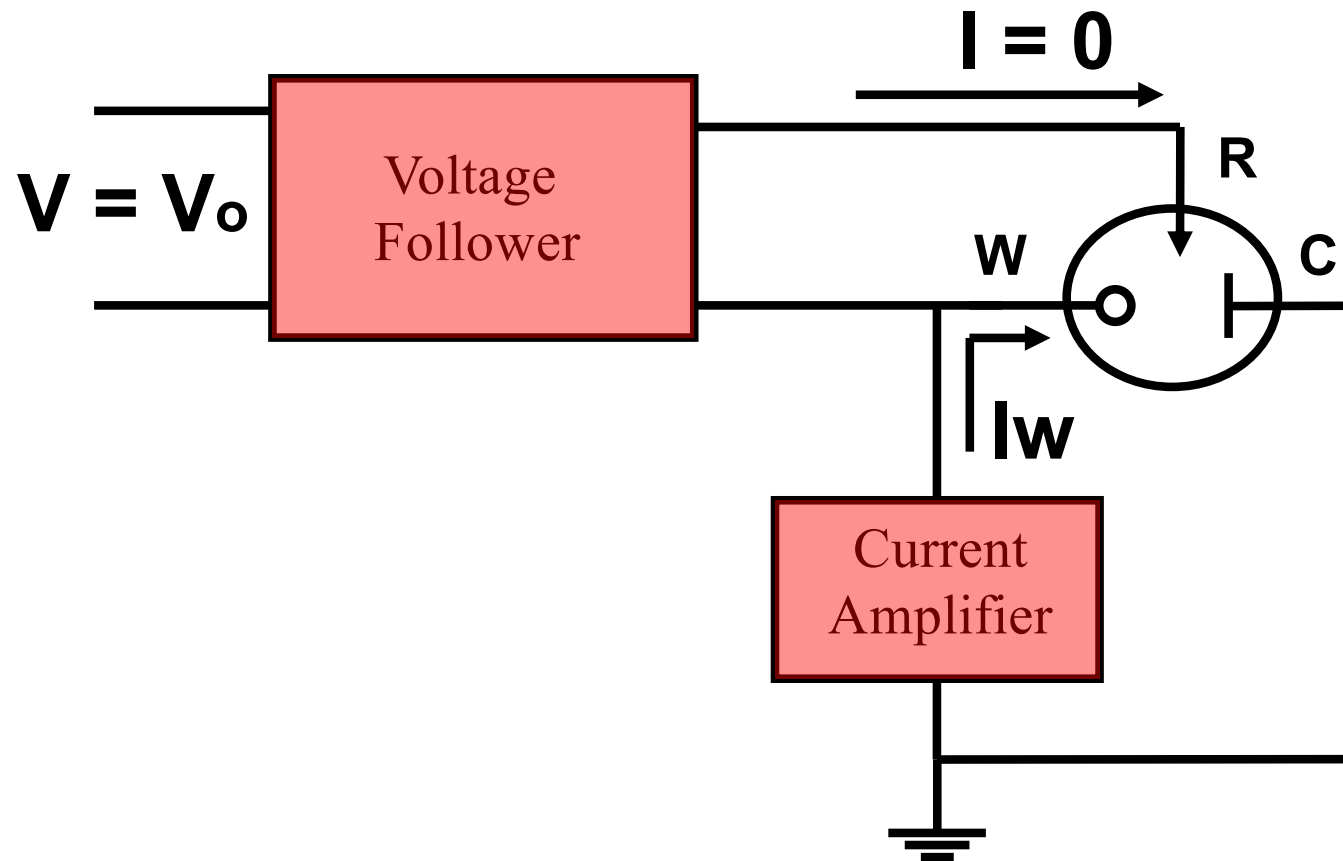 I = 0
R
V = Vo
Voltage
Follower
W
C
Iw
Current
Amplifier